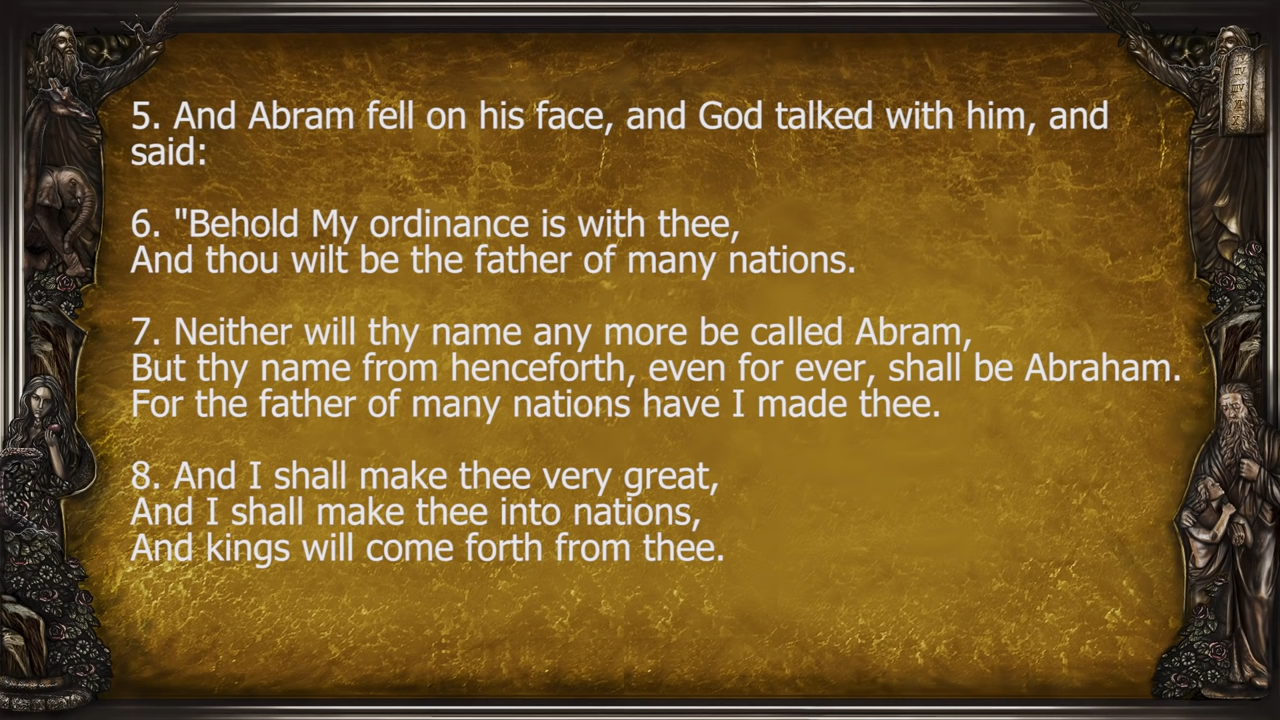 5. And Abram fell on his face, and God talked with him, and
said:
6. "Behold My ordinance is with thee,
And thou wilt be the father of many nations.
7. Neither will thy name any more be called Abram,
But thy name from henceforth, even for ever, shall be Abraham.
For the father of many nations have I made thee.
8. And I shall make thee very great,
And I shall make thee into nations,
And kings will come forth from thee.